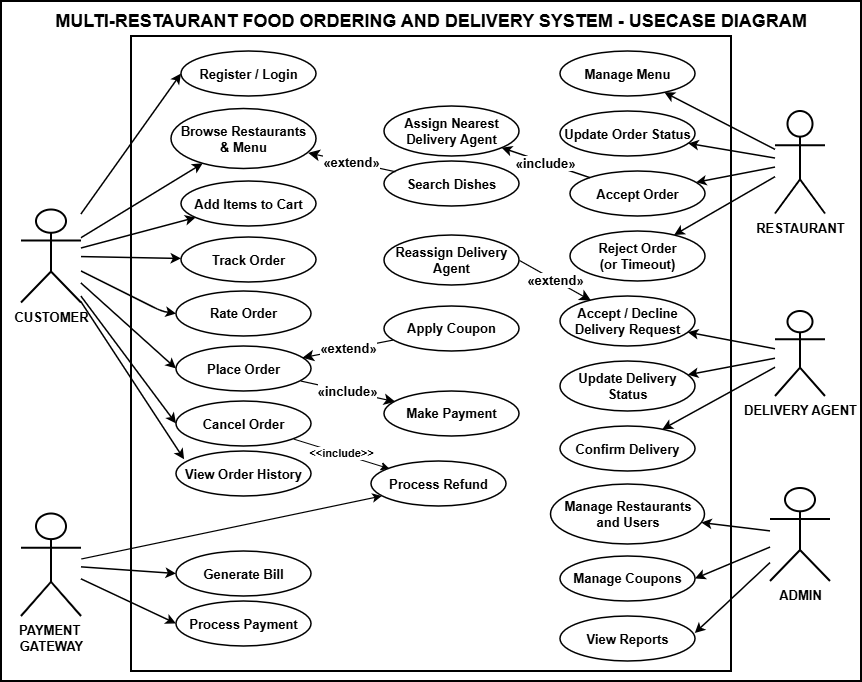 MULTI-RESTAURANT FOOD ORDERING AND DELIVERY SYSTEM - USECASE DIAGRAM
Register / Login
Manage Menu
Browse Restaurants
& Menu
Assign Nearest
Delivery Agent
Update Order Status
«extend»
«include»
Search Dishes
Accept Order
Add Items to Cart
RESTAURANT
Track Order
Reassign Delivery
Agent
Reject Order
(or Timeout)
«extend»
CUSTOMER
Rate Order
Apply Coupon
Accept / Decline
Delivery Request
«extend»
Place Order
«include»
Update Delivery
Status
DELIVERY AGENT
Make Payment
Cancel Order
<<include>>
Confirm Delivery
View Order History
Process Refund
Manage Restaurants
and Users
Generate Bill
Manage Coupons
ADMIN
PAYMENT
GATEWAY
Process Payment
View Reports